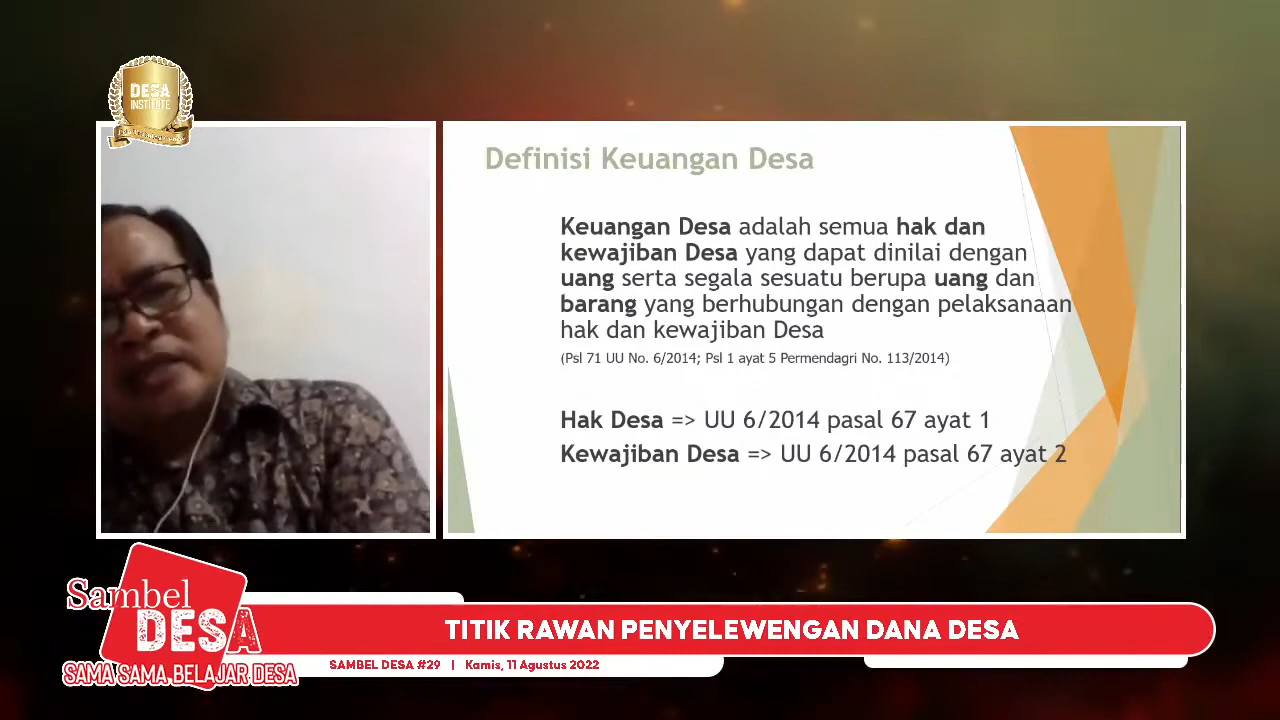 DESA
INSTITUTE
Definisi Keuangan Desa
Keuangan Desa adalah semua hak dan
kewajiban Desa yang dapat dinilai dengan
uang serta segala sesuatu berupa uang dan
barang yang berhubungan dengan pelaksanaan
hak dan kewajiban Desa
(Psl 71 UU No. 6/2014; Psl 1 ayat 5 Permendagri No. 113/2014)
Hak Desa => UU 6/2014 pasal 67 ayat 1
Kewajiban Desa => UU 6/2014 pasal 67 ayat 2
Sambel
DESA
SAMA SAMA BELAJAR DESA
TITIK RAWAN PENYELEWENGAN DANA DESA
SAMBEL DESA #29 | Kamis, 11 Agustus 2022